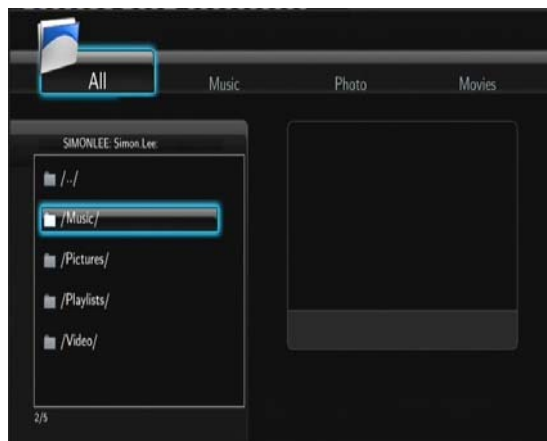 All Music Photo Movies
SIMONLEE: Simon.Lee:
/../
/Music/
/Pictures/
/Playlists/
/Video/
2/5